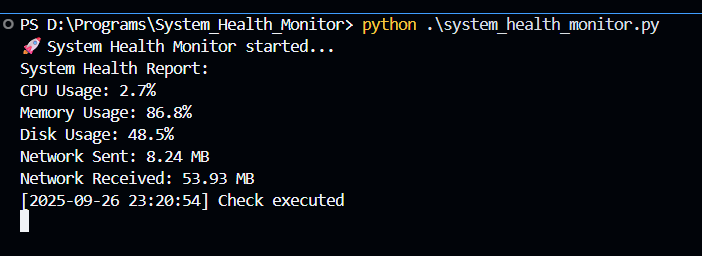 PS D:\Programs\System_Health_Monitor> python .\system_health_monitor.py
🚀 System Health Monitor started...
System Health Report:
CPU Usage: 2.7%
Memory Usage: 86.8%
Disk Usage: 48.5%
Network Sent: 8.24 MB
Network Received: 53.93 MB
[2025-09-26 23:20:54] Check executed